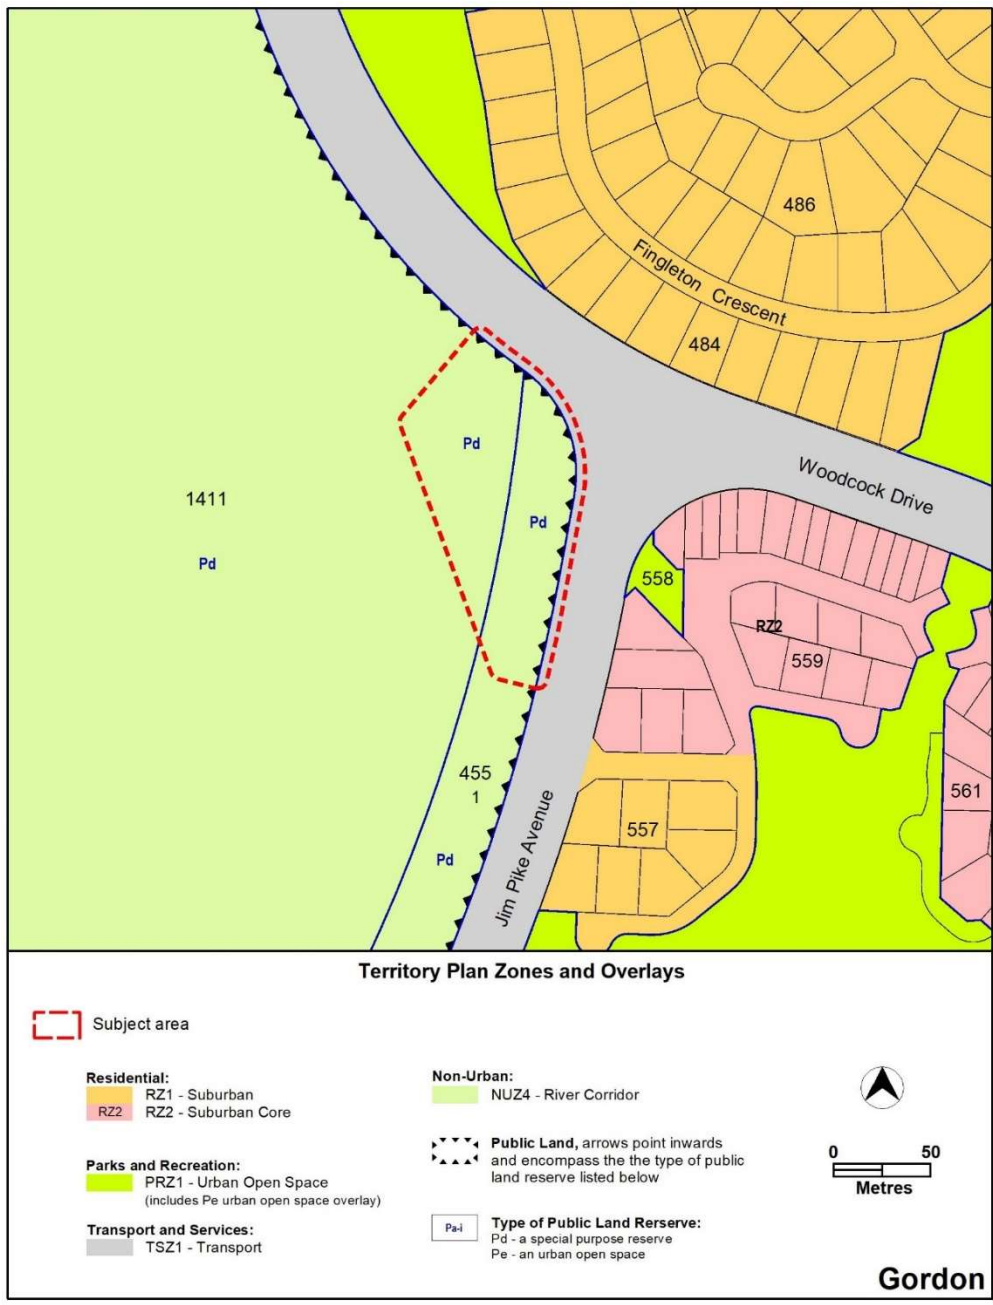 486
Fingleton Crescent
484
Pd
1411
Pd
Pd
Woodcock Drive
558
RZ2
559
455
1
561
557
Jim Pike Avenue
Pd
Territory Plan Zones and Overlays
Subject area
Residential:
RZ1 - Suburban
RZ2 RZ2 - Suburban Core
Parks and Recreation:
PRZ1 - Urban Open Space
(includes Pe urban open space overlay)
Transport and Services:
TSZ1 - Transport
Non-Urban:
NUZ4 - River Corridor
Public Land, arrows point inwards
and encompass the the type of public
land reserve listed below
Pa-i
Type of Public Land Rerserve:
Pd - a special purpose reserve
Pe - an urban open space
0 50
Metres
Gordon